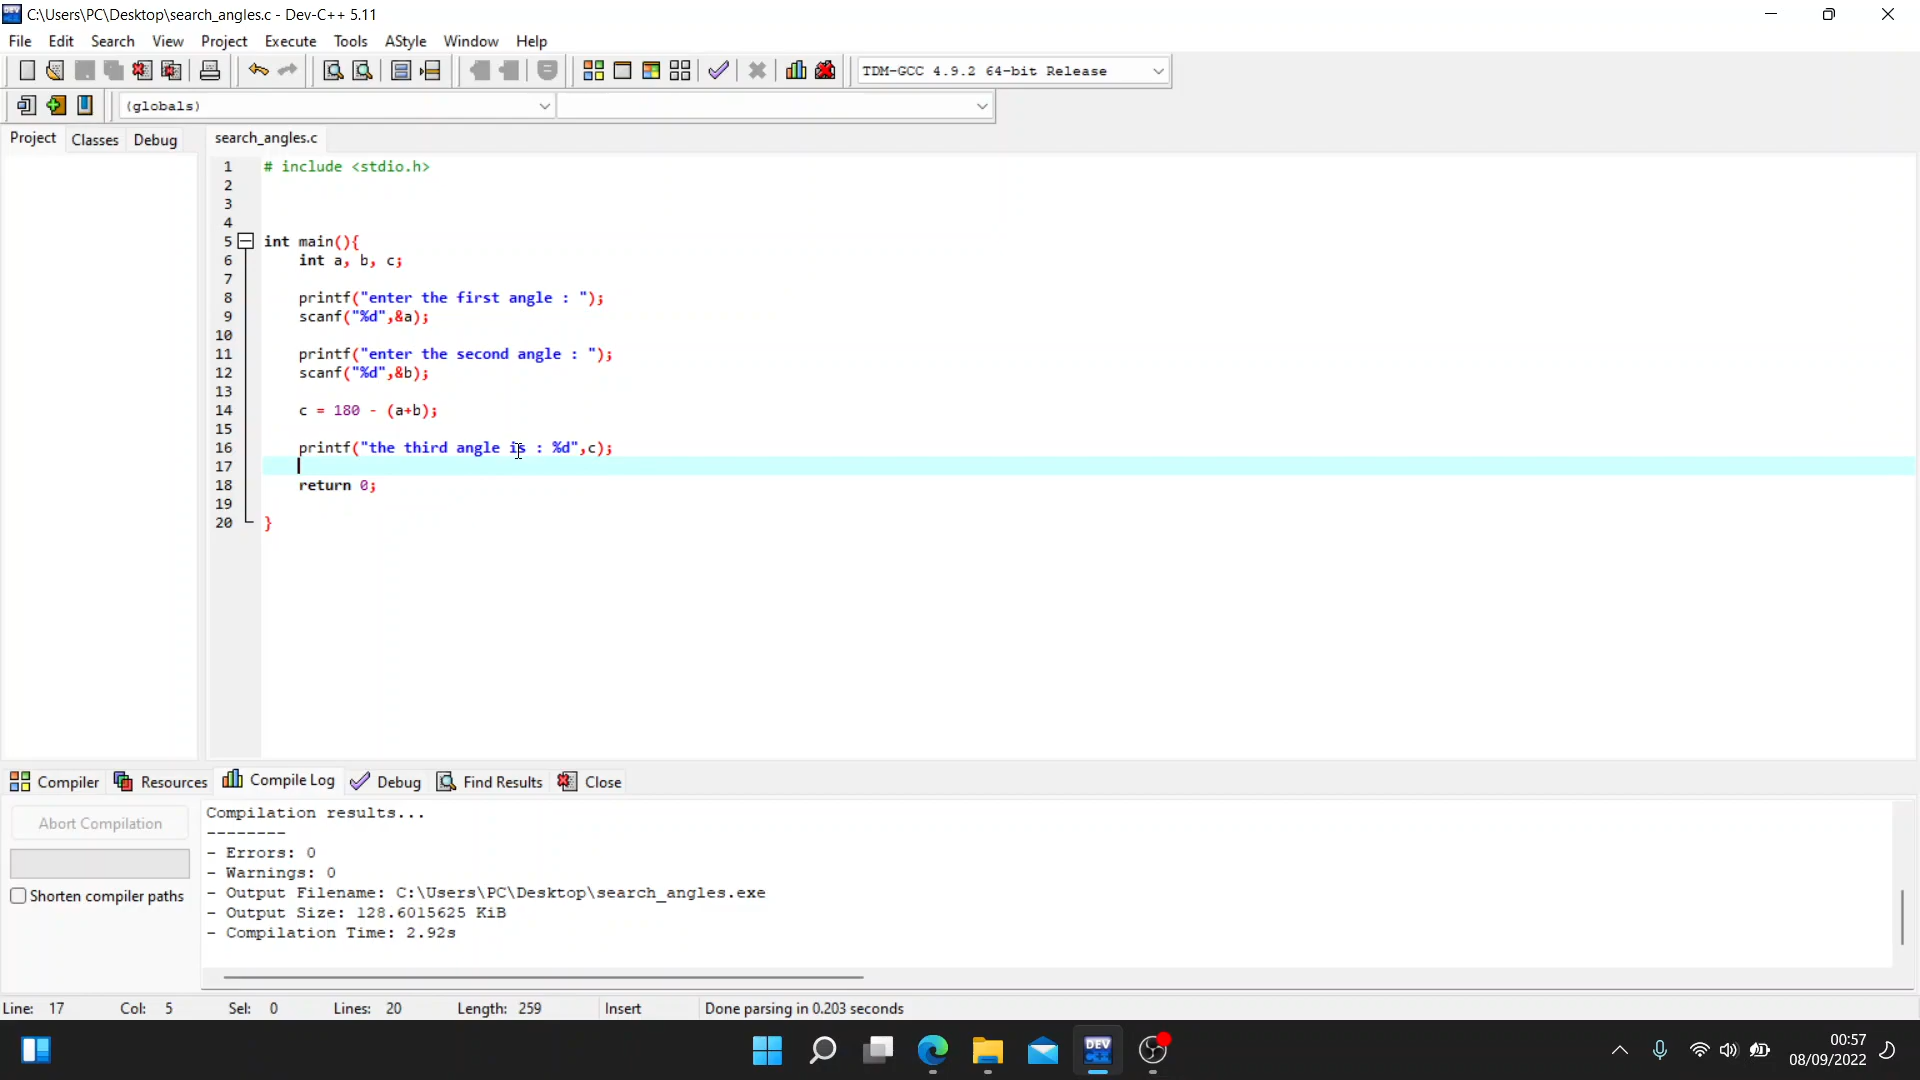 C:\Users\PC\Desktop\search_angles.c - Dev-C++ 5.11
File Edit Search View Project Execute Tools AStyle Window Help
TDM-GCC 4.9.2 64-bit Release
(globals)
Project Classes Debug search_angles.c
1 # include <stdio.h>
2
3
4
5 int main(){
6 int a, b, c;
7
8 printf("enter the first angle : ");
9 scanf("%d",&a);
10
11 printf("enter the second angle : ");
12 scanf("%d",&b);
13
14 c = 180 - (a+b);
15
16 printf("the third angle is : %d",c);
17
18 return 0;
19
20 }
Compiler Resources Compile Log Debug Find Results Close
Abort Compilation
Shorten compiler paths
Compilation results...
--------
- Errors: 0
- Warnings: 0
- Output Filename: C:\Users\PC\Desktop\search_angles.exe
- Output Size: 128.6015625 KiB
- Compilation Time: 2.92s
Line: 17 Col: 5 Sel: 0 Lines: 20 Length: 259 Insert Done parsing in 0.203 seconds
DEV C++
00:57
08/09/2022